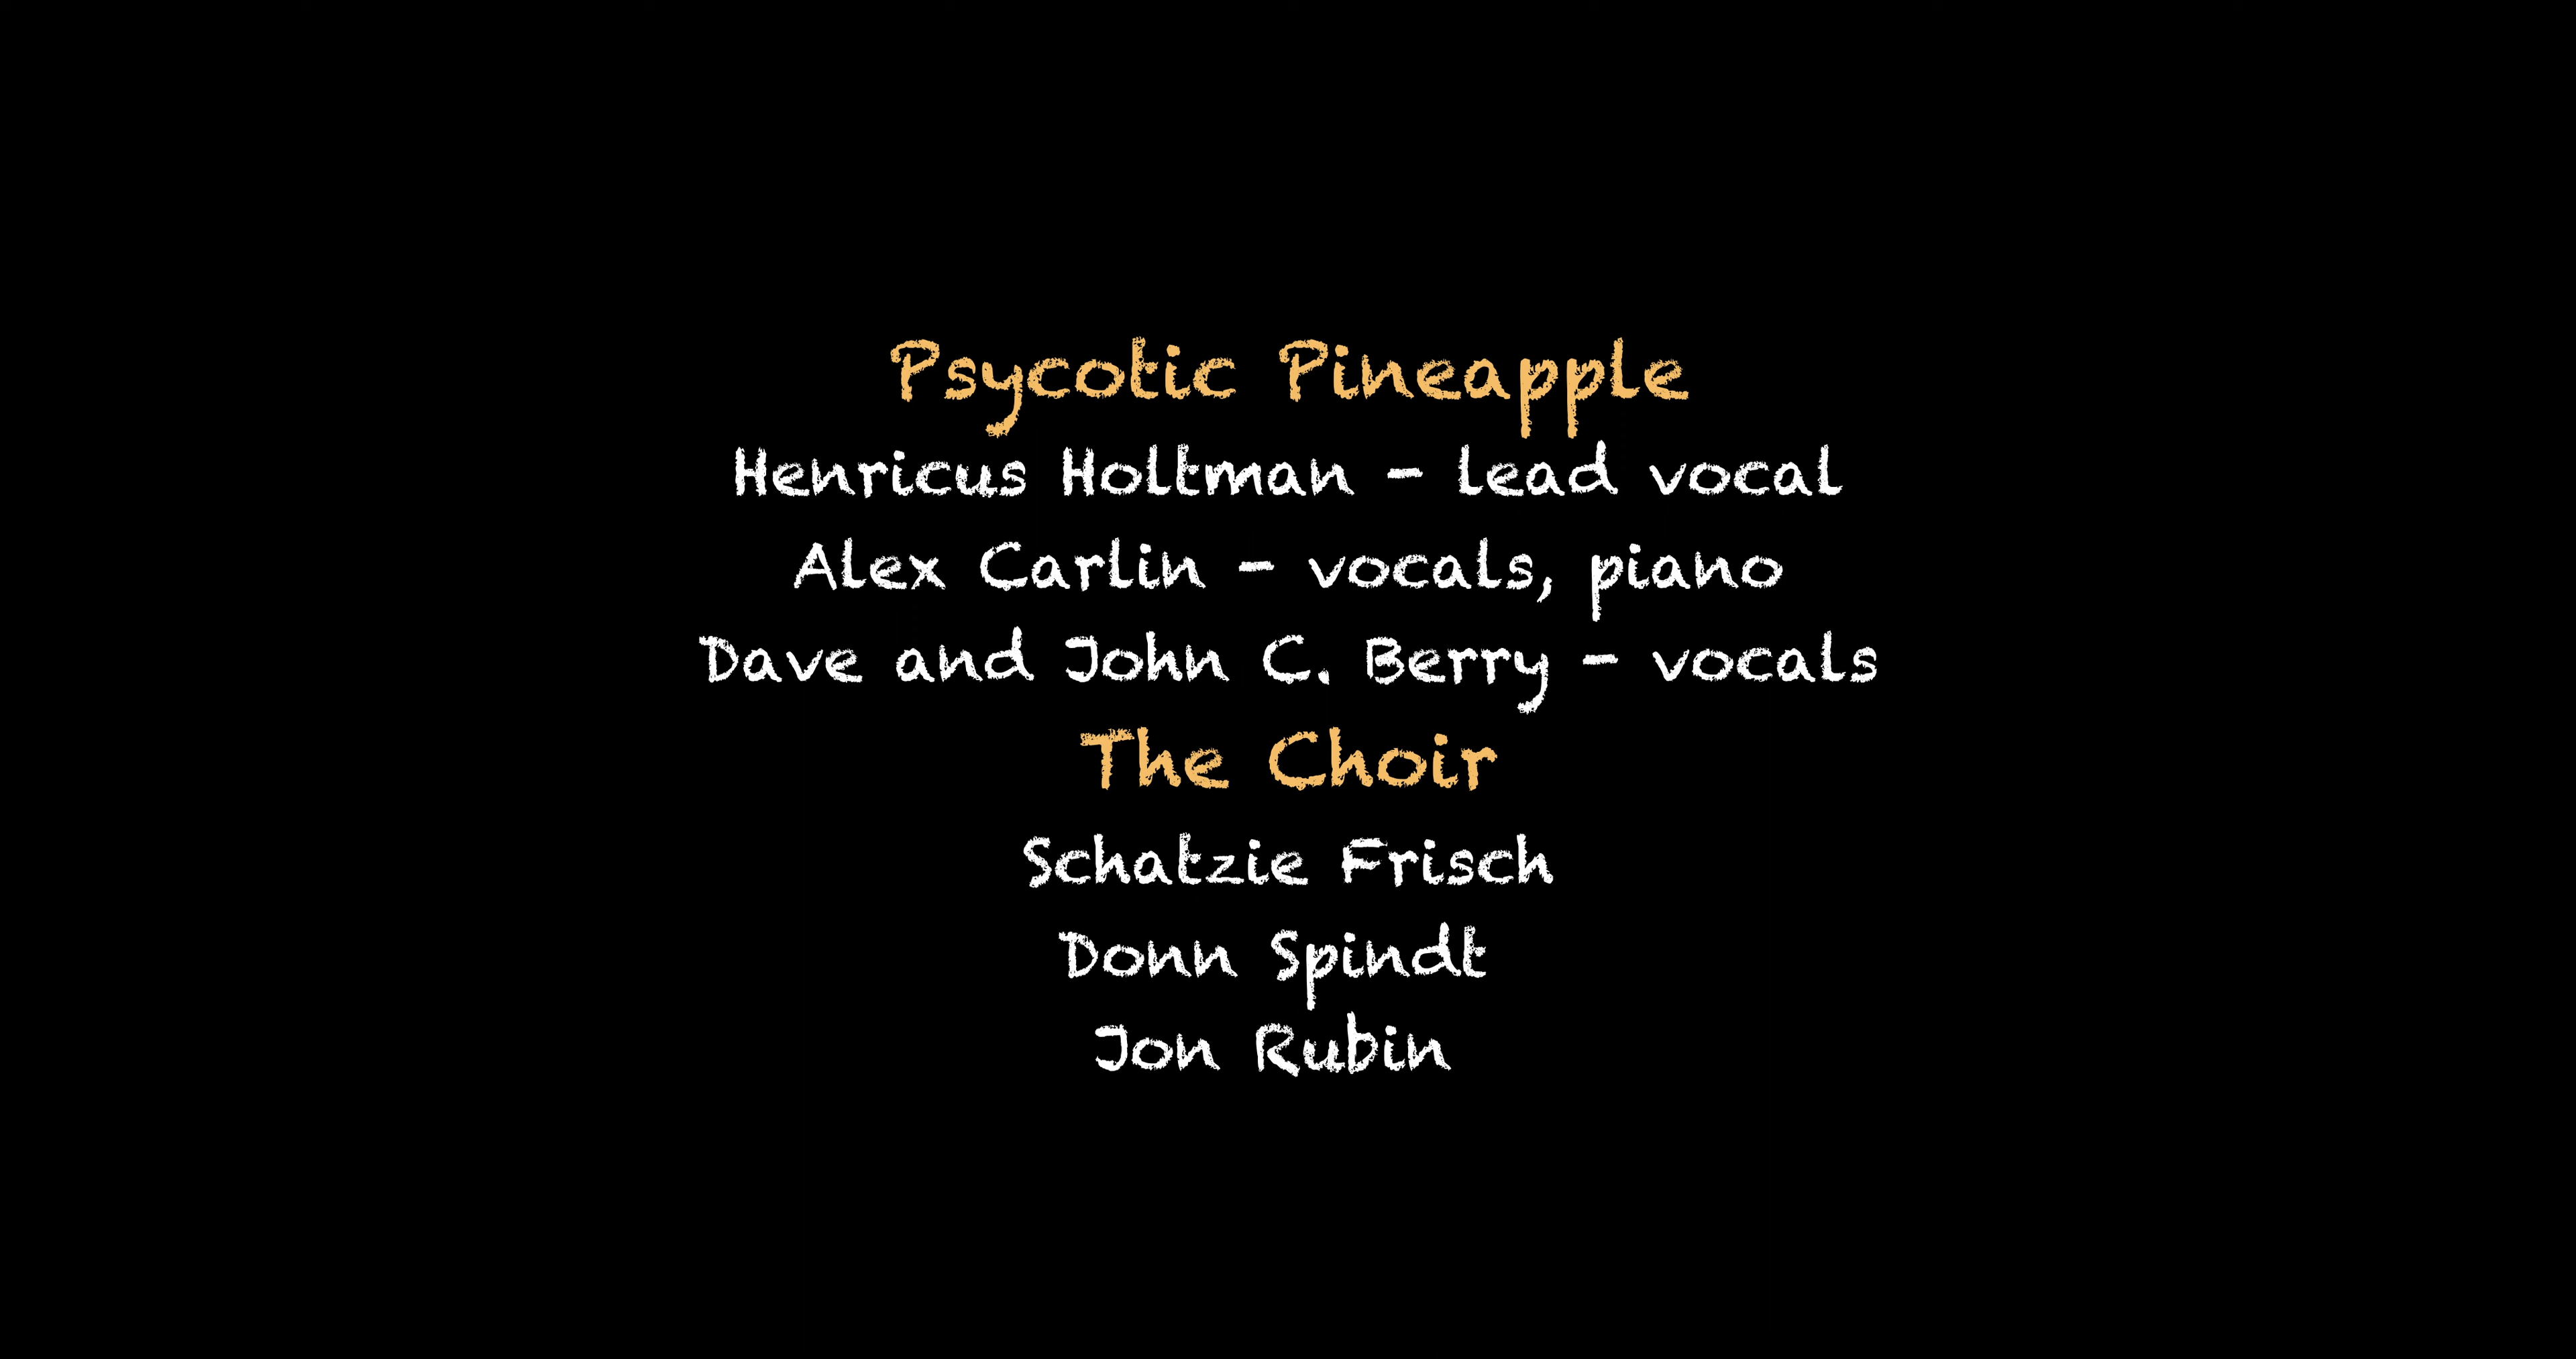 Psycotic Pineapple
Henricus Holtman - lead vocal
Alex Carlin - vocals, piano
Dave and John C. Berry - vocals
The Choir
Schatzie Frisch
Donn Spindt
Jon Rubin